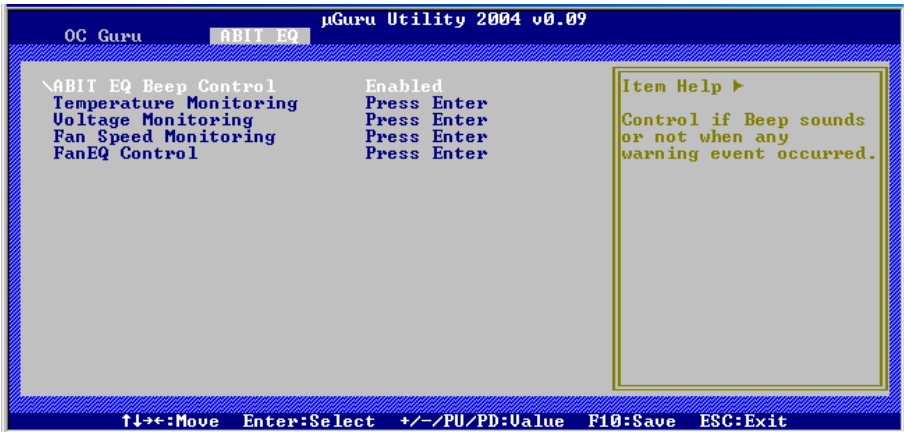 µGuru Utility 2004 v0.09
OC Guru ABIT EQ
\ABIT EQ Beep Control Enabled
Temperature Monitoring Press Enter
Voltage Monitoring Press Enter
Fan Speed Monitoring Press Enter
FanEQ Control Press Enter
Item Help ▶
Control if Beep sounds
or not when any
warning event occurred.
↑↓→←:Move Enter:Select +/-/PU/PD:Value F10:Save ESC:Exit